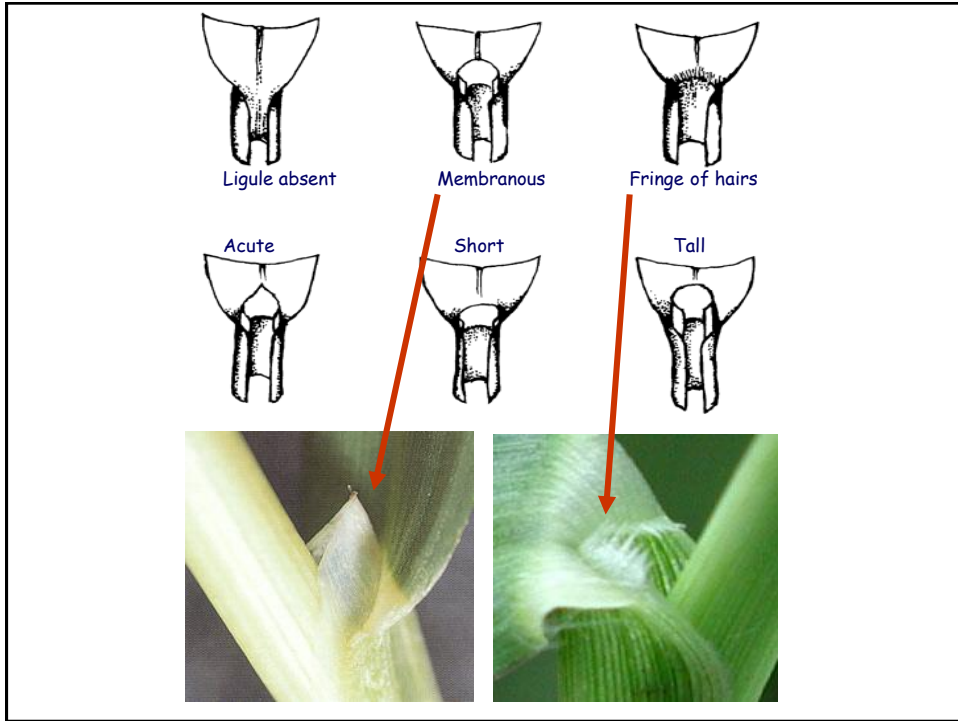 Ligule absent
Membranous
Fringe of hairs
Acute
Short
Tall